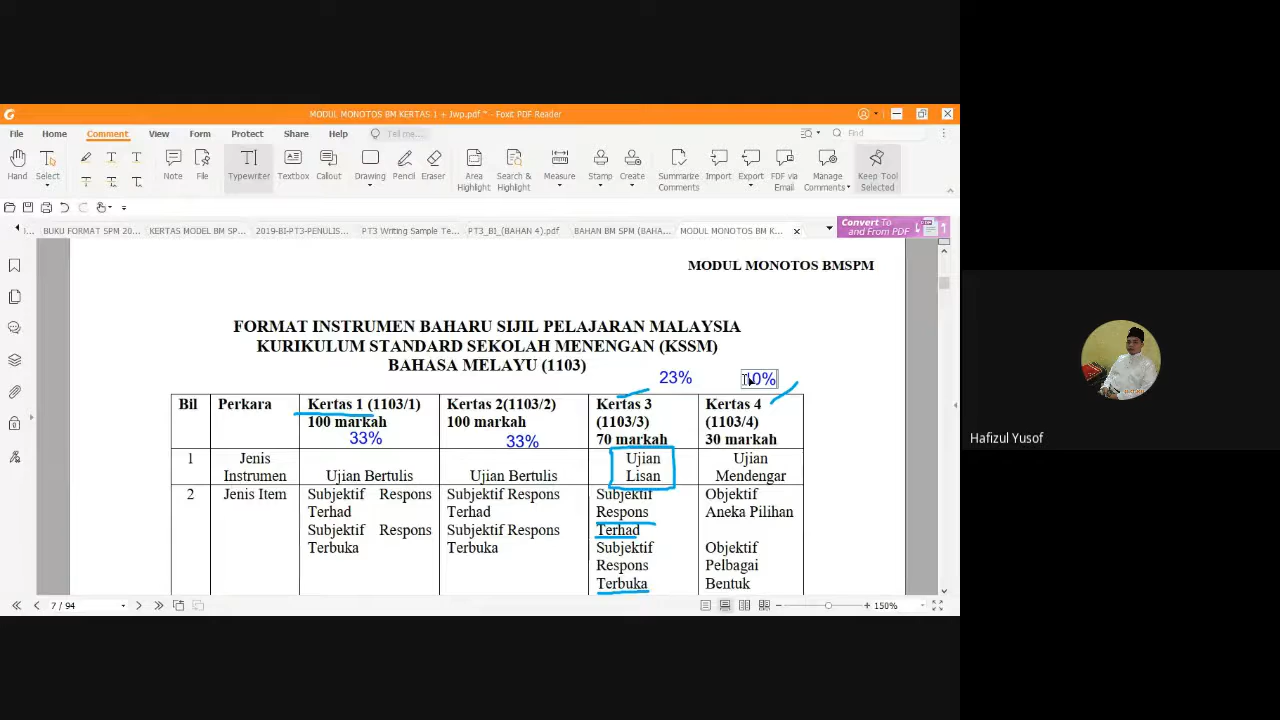 MODUL MONOTOS BM KERTAS 1 + Jwp.pdf * - Foxit PDF Reader
File Home Comment View Form Protect Share Help Tell me... Find
Hand Select Note File Typewriter Textbox Callout Drawing Pencil Eraser Area Highlight Search & Highlight Measure Stamp Create Summarize Comments Import Export FDF via Email Manage Comments Keep Tool Selected
BUKU FORMAT SPM 20... KERTAS MODEL BM SP... 2019-BI-PT3-PENULIS... PT3 Writing Sample Te... PT3_BI_(BAHAN 4).pdf BAHAN BM SPM (BAHA... MODUL MONOTOS BM K...
Convert To
and From PDF
MODUL MONOTOS BMSPM
FORMAT INSTRUMEN BAHARU SIJIL PELAJARAN MALAYSIA
KURIKULUM STANDARD SEKOLAH MENENGAN (KSSM)
BAHASA MELAYU (1103)
23% 10%
Bil Perkara Kertas 1 (1103/1) Kertas 2(1103/2) Kertas 3 Kertas 4
100 markah 100 markah (1103/3) (1103/4)
33% 33% 70 markah 30 markah
1 Jenis Ujian Ujian
Instrumen Ujian Bertulis Ujian Bertulis Lisan Mendengar
2 Jenis Item Subjektif Respons Subjektif Respons Subjektif Objektif
Terhad Terhad Respons Aneka Pilihan
Subjektif Respons Subjektif Respons Terhad
Terbuka Terbuka Subjektif Objektif
Respons Pelbagai
Terbuka Bentuk
7 / 94 150%
Hafizul Yusof